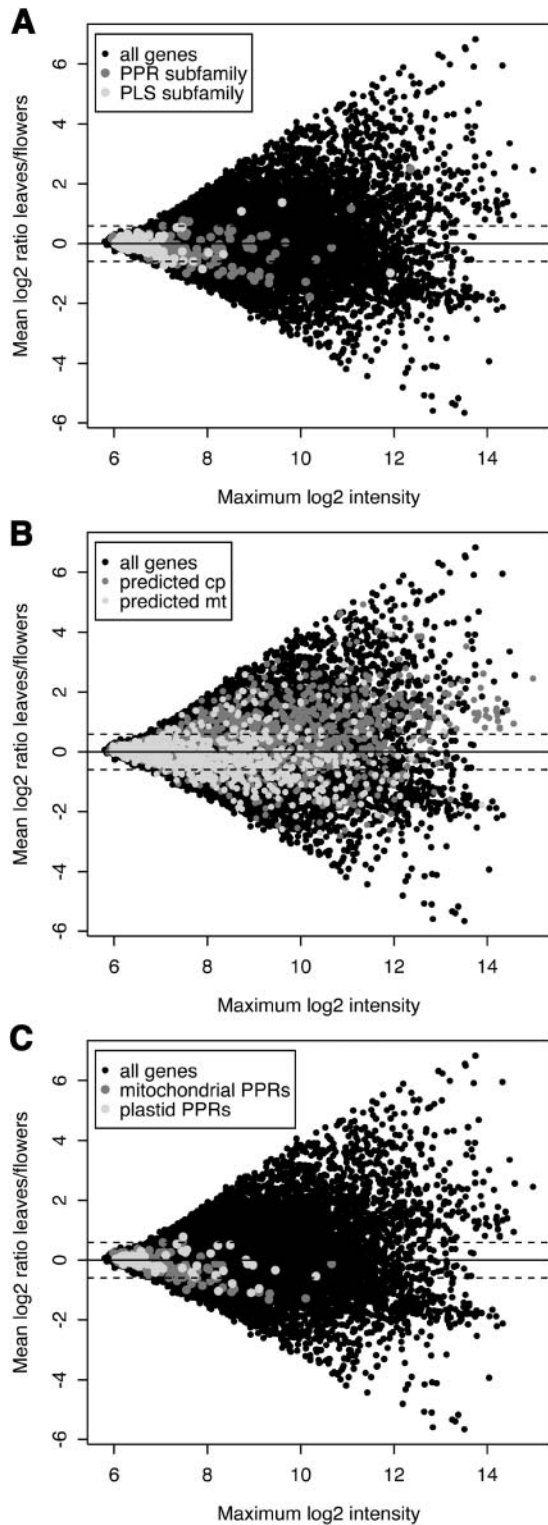 A
all genes
PPR subfamily
PLS subfamily
Mean log2 ratio leaves/flowers
6
4
2
0
-2
-4
-6
6 8 10 12 14
Maximum log2 intensity
B
all genes
predicted cp
predicted mt
Mean log2 ratio leaves/flowers
6
4
2
0
-2
-4
-6
6 8 10 12 14
Maximum log2 intensity
C
all genes
mitochondrial PPRs
plastid PPRs
Mean log2 ratio leaves/flowers
6
4
2
0
-2
-4
-6
6 8 10 12 14
Maximum log2 intensity